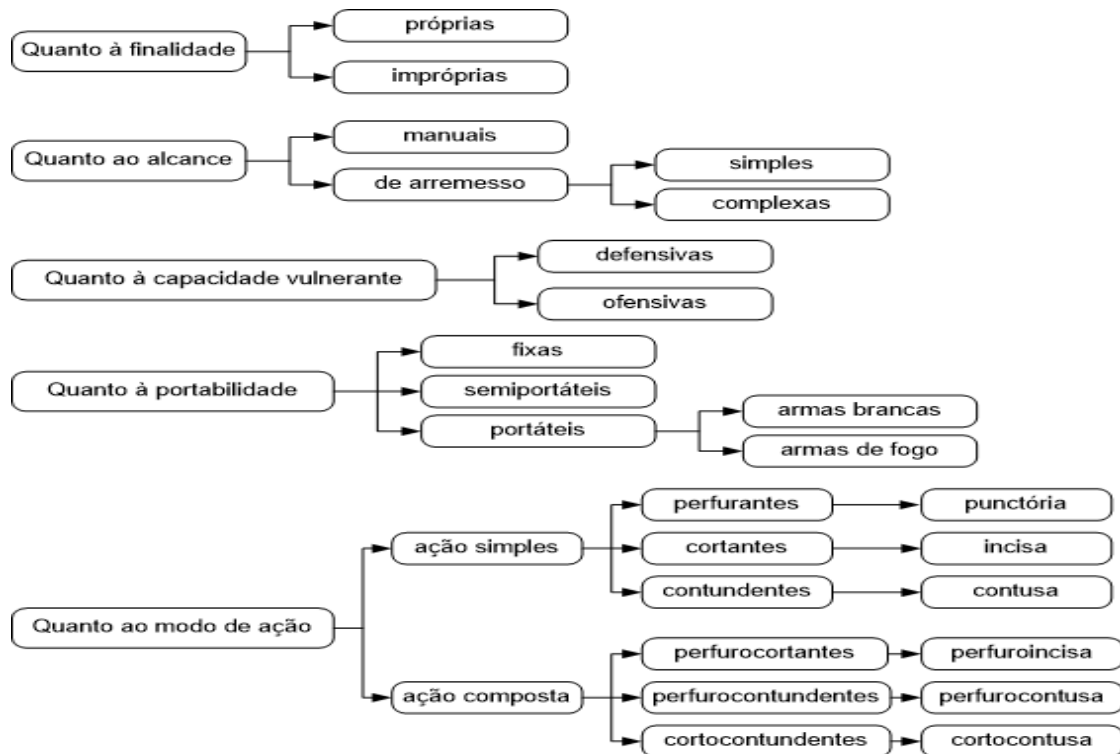 Quanto à finalidade
próprias
impróprias
Quanto ao alcance
manuais
de arremesso
simples
complexas
Quanto à capacidade vulnerante
defensivas
ofensivas
Quanto à portabilidade
fixas
semiportáteis
portáteis
armas brancas
armas de fogo
Quanto ao modo de ação
ação simples
perfurantes
punctória
cortantes
incisa
contundentes
contusa
ação composta
perfurocortantes
perfuroincisa
perfurocontundentes
perfurocontusa
cortocontundentes
cortocontusa